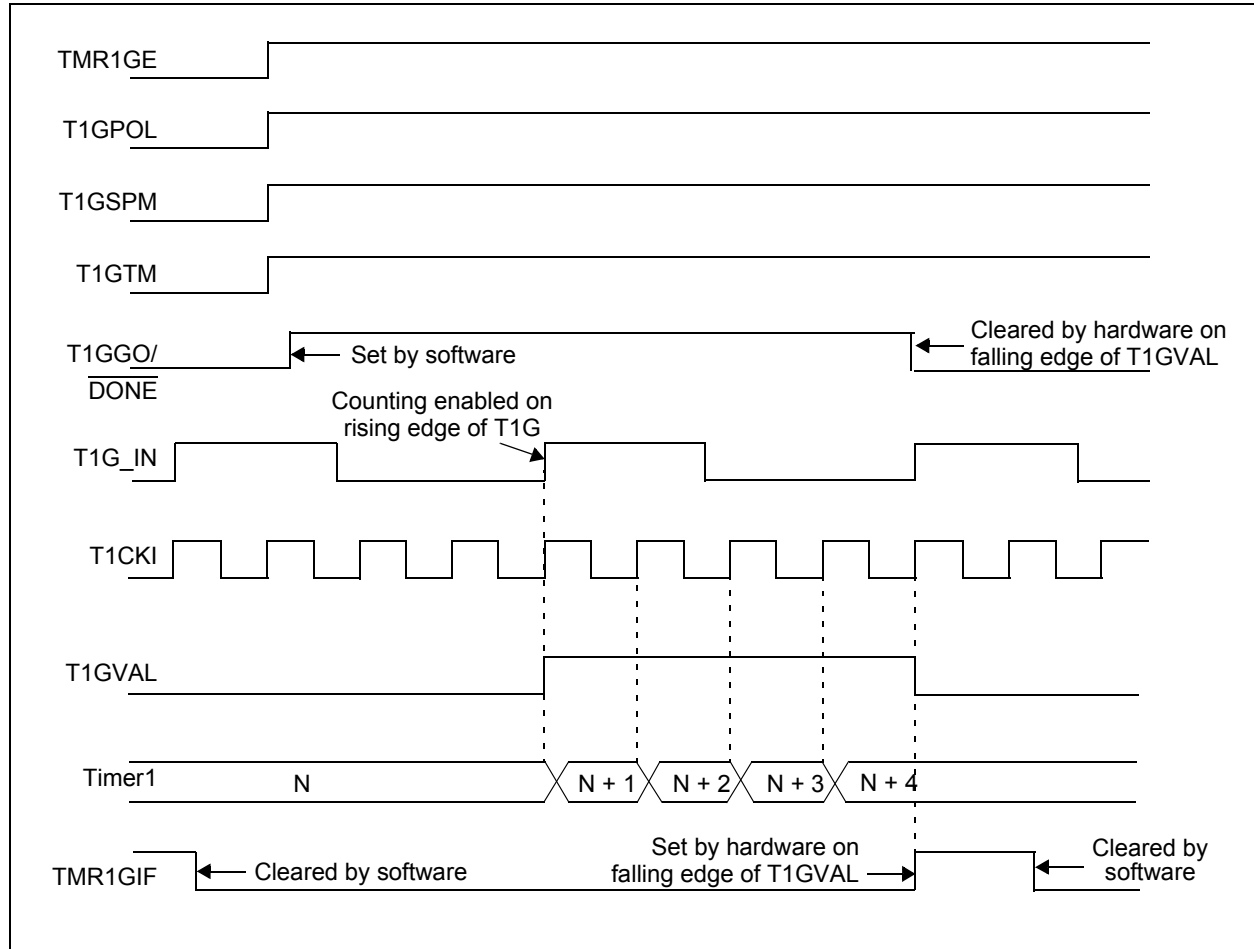 TMR1GE
T1GPOL
T1GSPM
T1GTM
T1GGO/
DONE
Set by software
Cleared by hardware on
falling edge of T1GVAL
Counting enabled on
rising edge of T1G
T1G_IN
T1CKI
T1GVAL
Timer1
N
N + 1
N + 2
N + 3
N + 4
TMR1GIF
Cleared by software
Set by hardware on
falling edge of T1GVAL
Cleared by
software